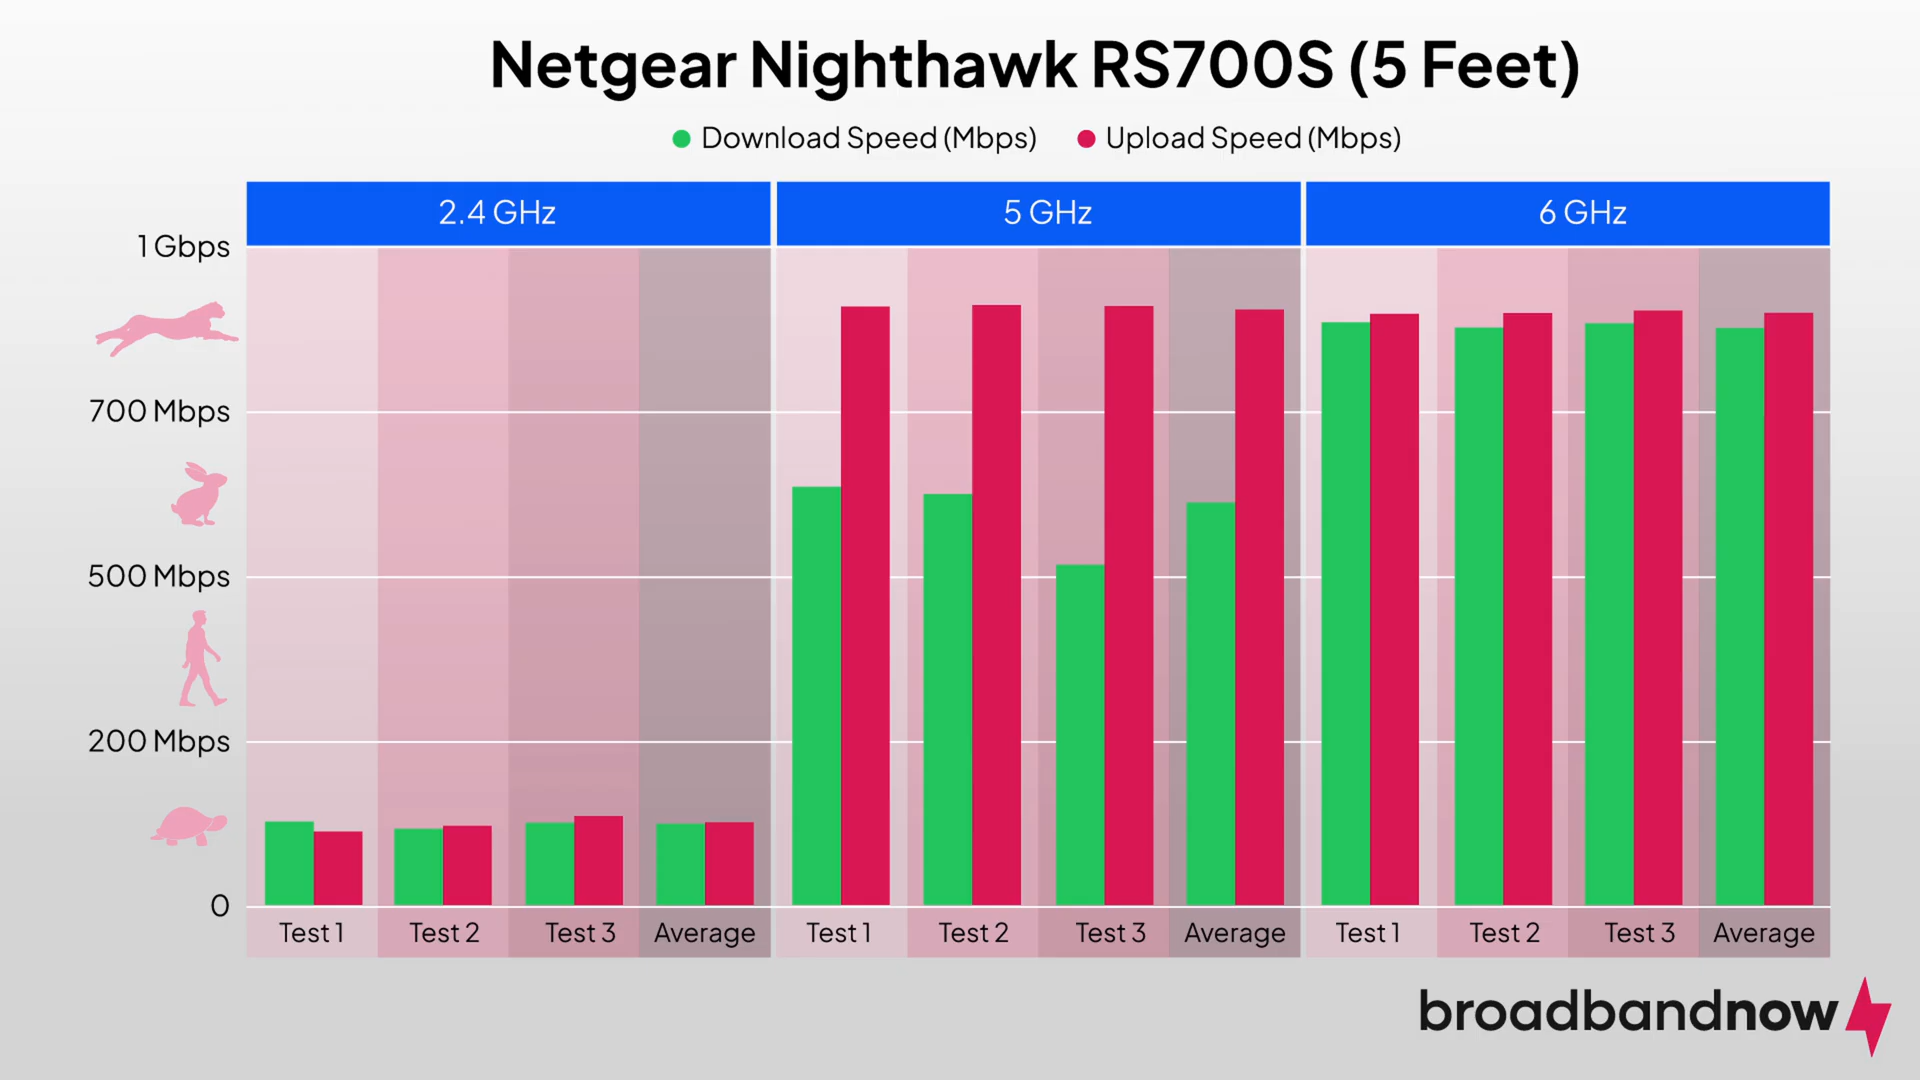 Netgear Nighthawk RS700S (5 Feet)
Download Speed (Mbps) Upload Speed (Mbps)
2.4 GHz 5 GHz 6 GHz
1 Gbps
700 Mbps
500 Mbps
200 Mbps
0
Test 1 Test 2 Test 3 Average Test 1 Test 2 Test 3 Average Test 1 Test 2 Test 3 Average
broadbandnow